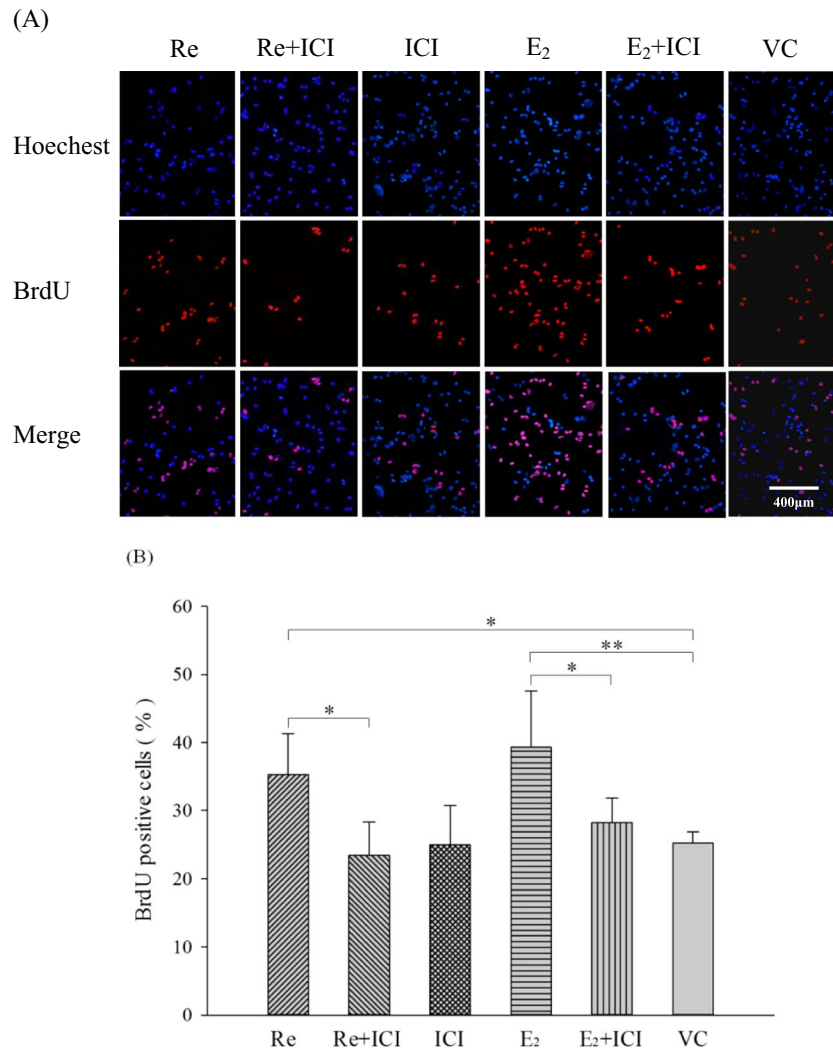 (A)
Re Re+ICI ICI E₂ E₂+ICI VC
Hoechest
BrdU
Merge
400μm
(B)
BrdU positive cells ( % )
60
50
40
30
20
10
0
*
**
*
*
Re Re+ICI ICI E₂ E₂+ICI VC